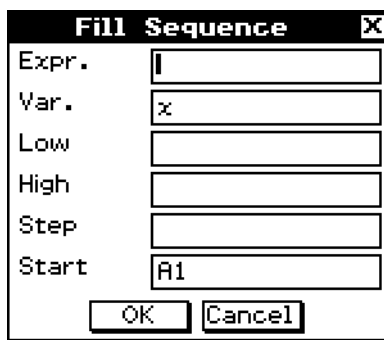 Fill Sequence
Expr.
Var. x
Low
High
Step
Start A1
OK Cancel